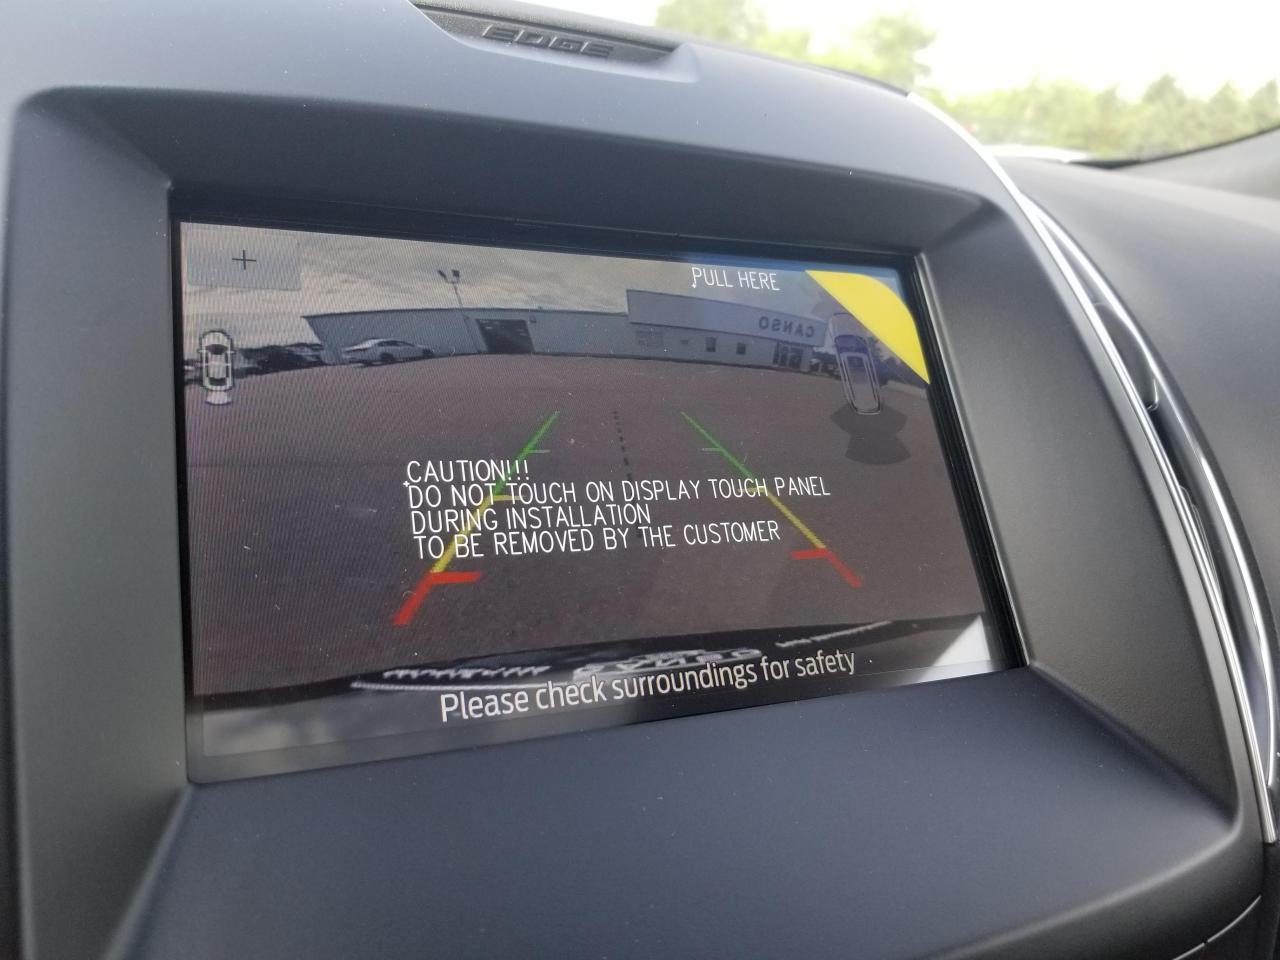 EDGE
+
PULL HERE
CANSO
CAUTION!!!
DO NOT TOUCH ON DISPLAY TOUCH PANEL
DURING INSTALLATION
TO BE REMOVED BY THE CUSTOMER
Please check surroundings for safety